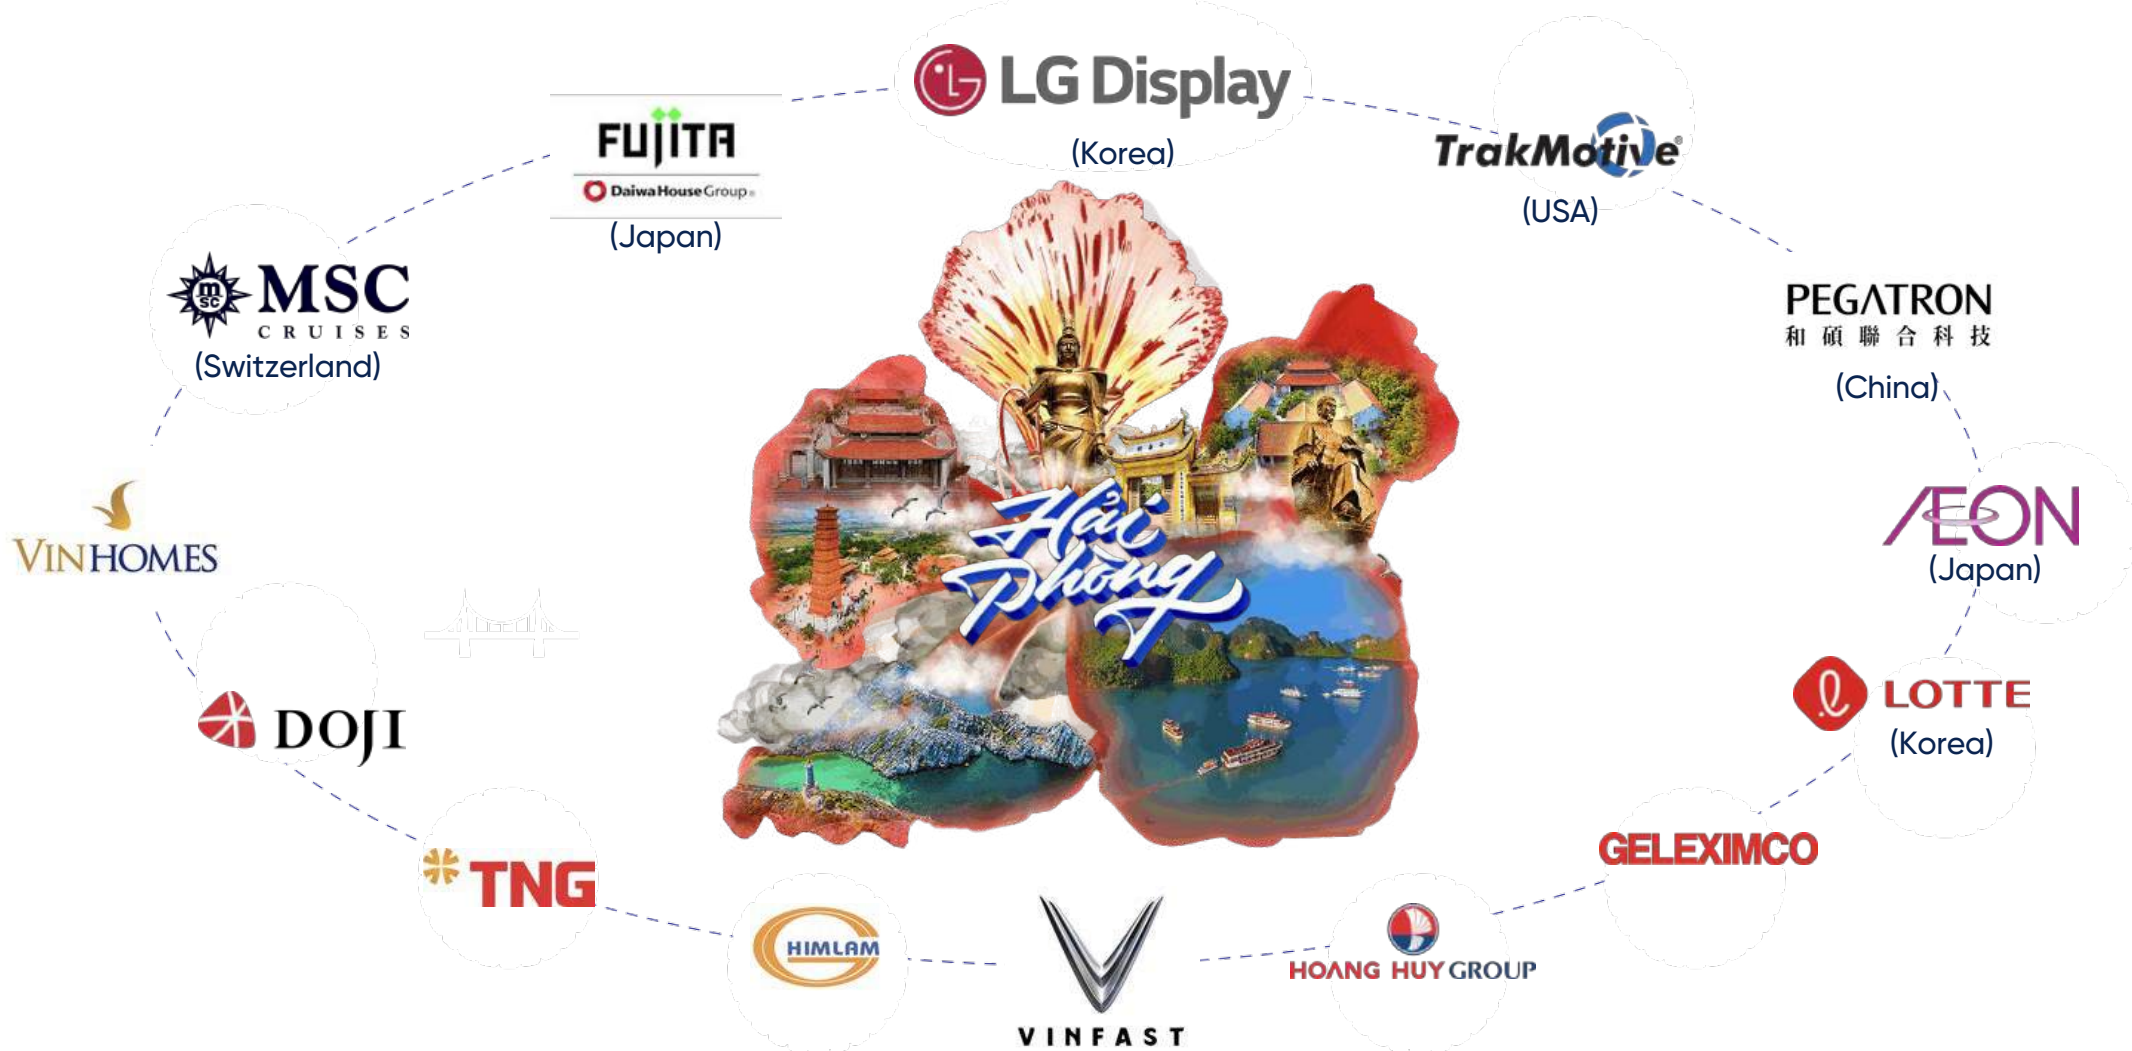 LG Display
(Korea)
FUJITA
Daiwa House Group®
(Japan)
TrakMotive®
(USA)
MSC
CRUISES
msc
(Switzerland)
PEGATRON
和碩聯合科技
(China)
VINHOMES
Hải
Phòng
ÆON
(Japan)
DOJI
LOTTE
(Korea)
TNG
GELEXIMCO
HIMLAM
HOANG HUY GROUP
VINFAST